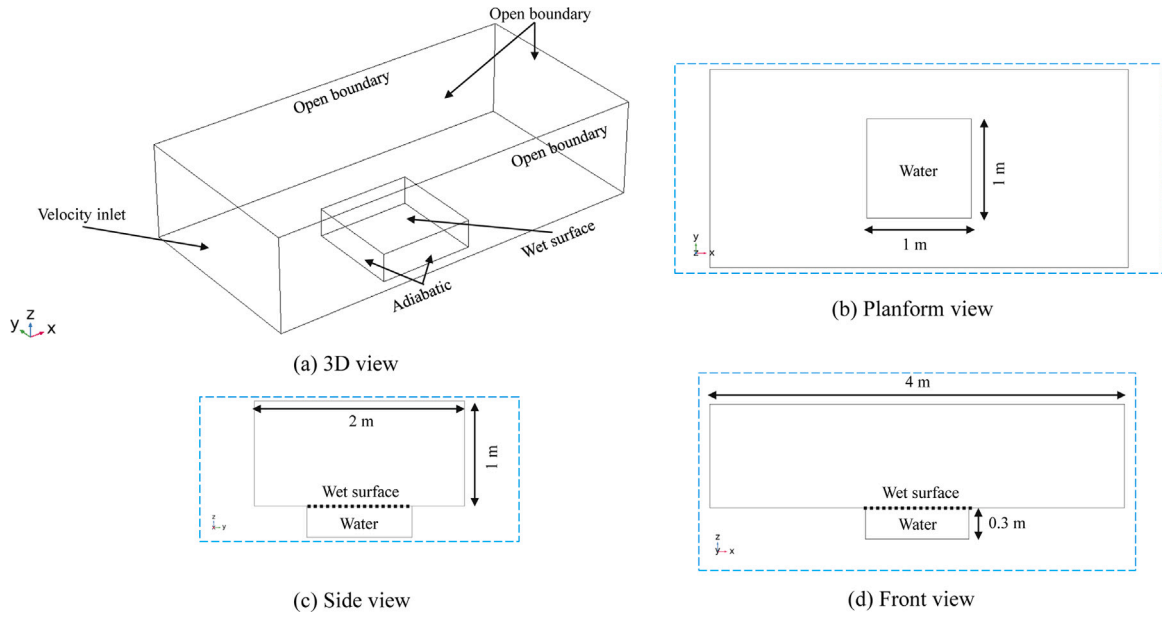 Open boundary
Open boundary
Open boundary
Velocity inlet
Wet surface
Adiabatic
y z x
(a) 3D view
Water
1 m
1 m
y
z x
(b) Planform view
2 m
1 m
Wet surface
Water
z
x y
(c) Side view
4 m
Wet surface
Water
0.3 m
z
y x
(d) Front view